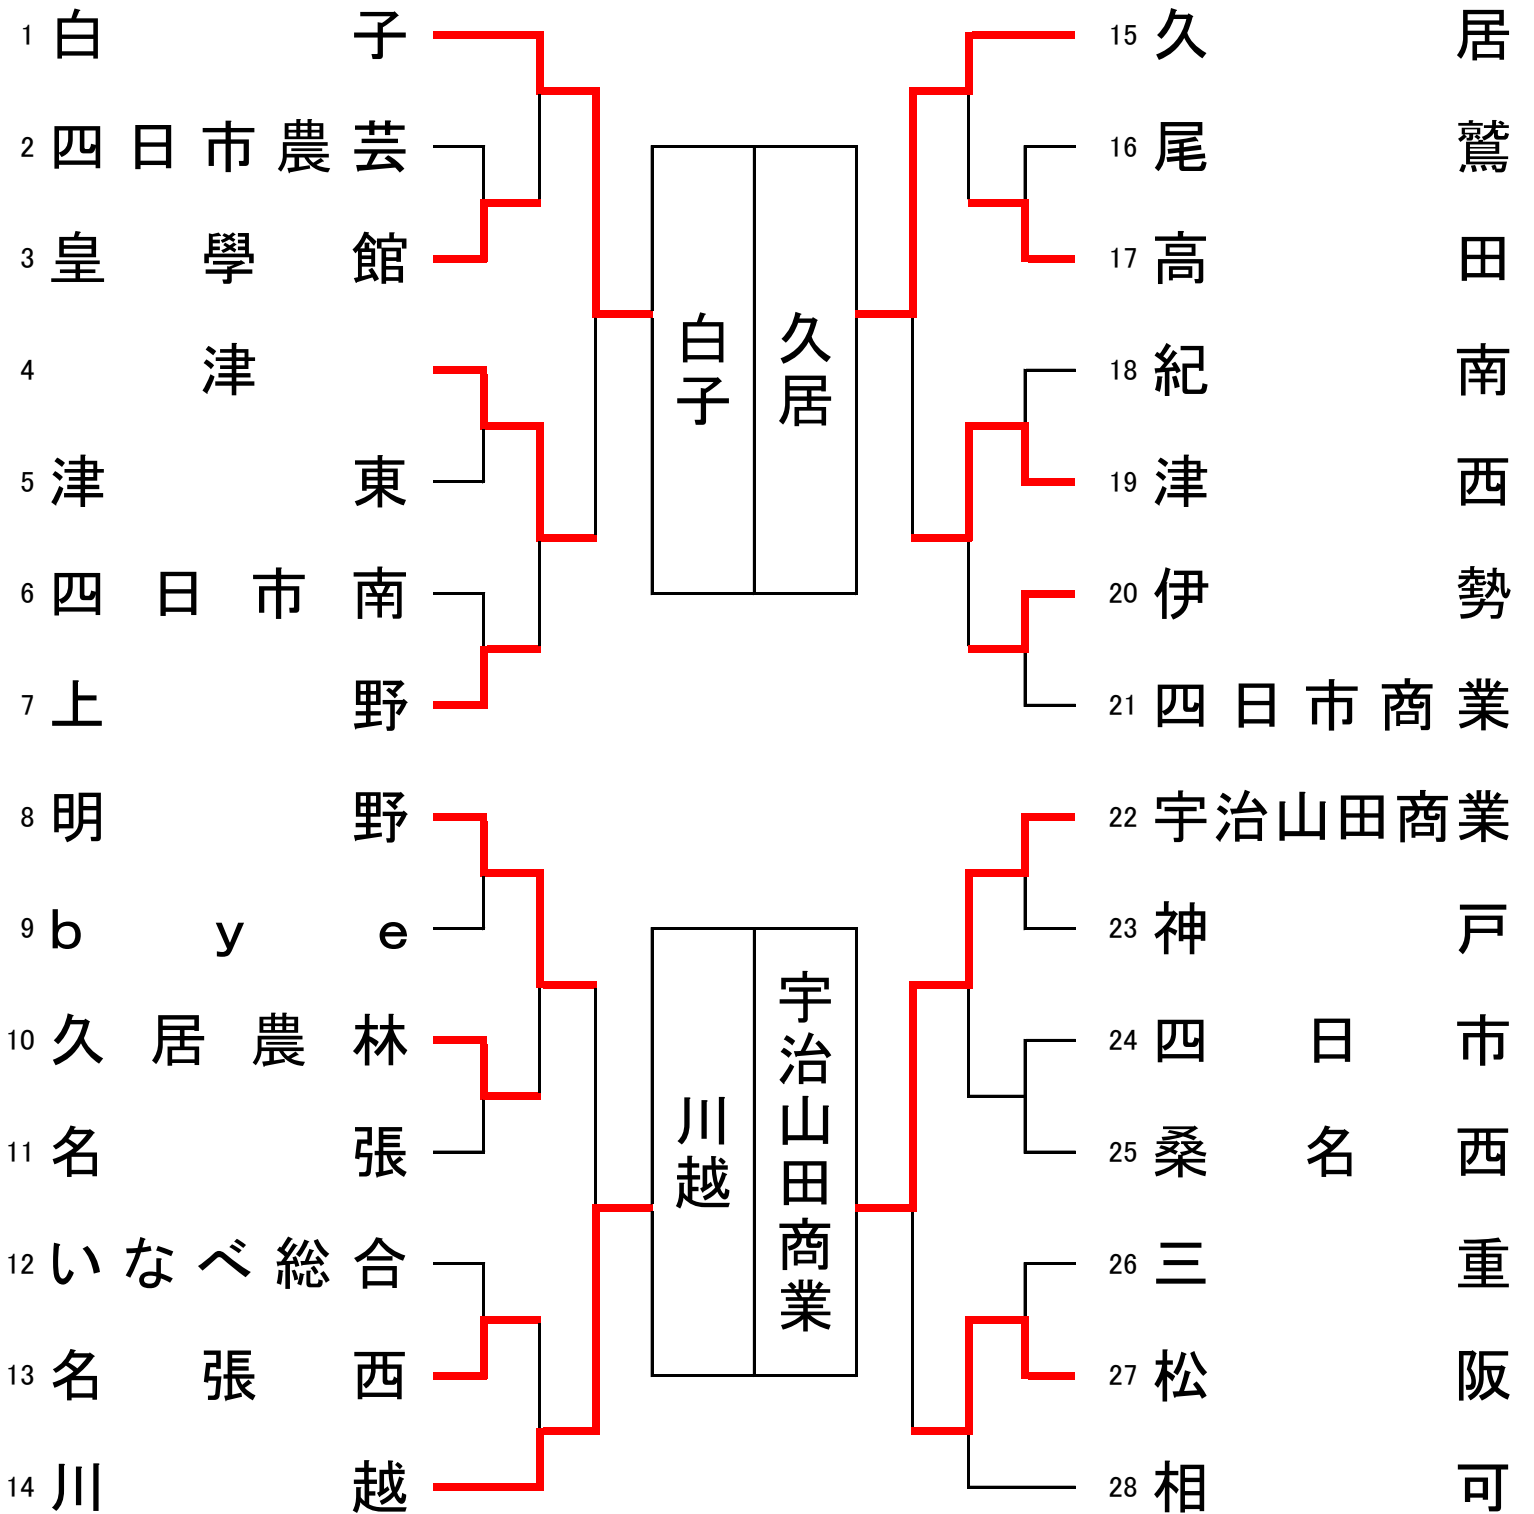 1 白子
2 四日市農芸
3 皇學館
4 津
5 津東
6 四日市南
7 上野
8 明野
9 ｂｙｅ
10 久居農林
11 名張
12 いなべ総合
13 名張西
14 川越
白子
久居
川越
宇治山田商業
15 久居
16 尾鷲
17 高田
18 紀南
19 津西
20 伊勢
21 四日市商業
22 宇治山田商業
23 神戸
24 四日市
25 桑名西
26 三重
27 松阪
28 相可